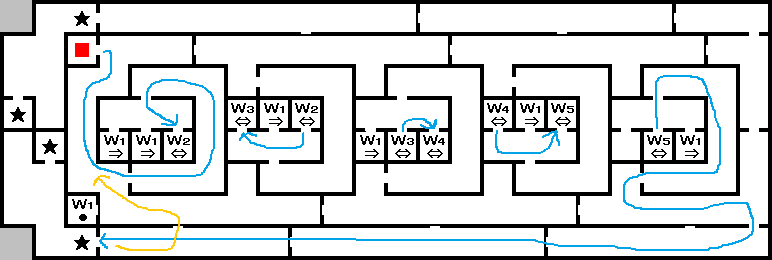 W3 W1 W2 W4 W1 W5
⇔ ⇒ ⇔ ⇔ ⇒ ⇔
W1 W1 W2 W1 W3 W4 W5 W1
⇒ ⇒ ⇔ ⇒ ⇔ ⇔ ⇔ ⇒
W1